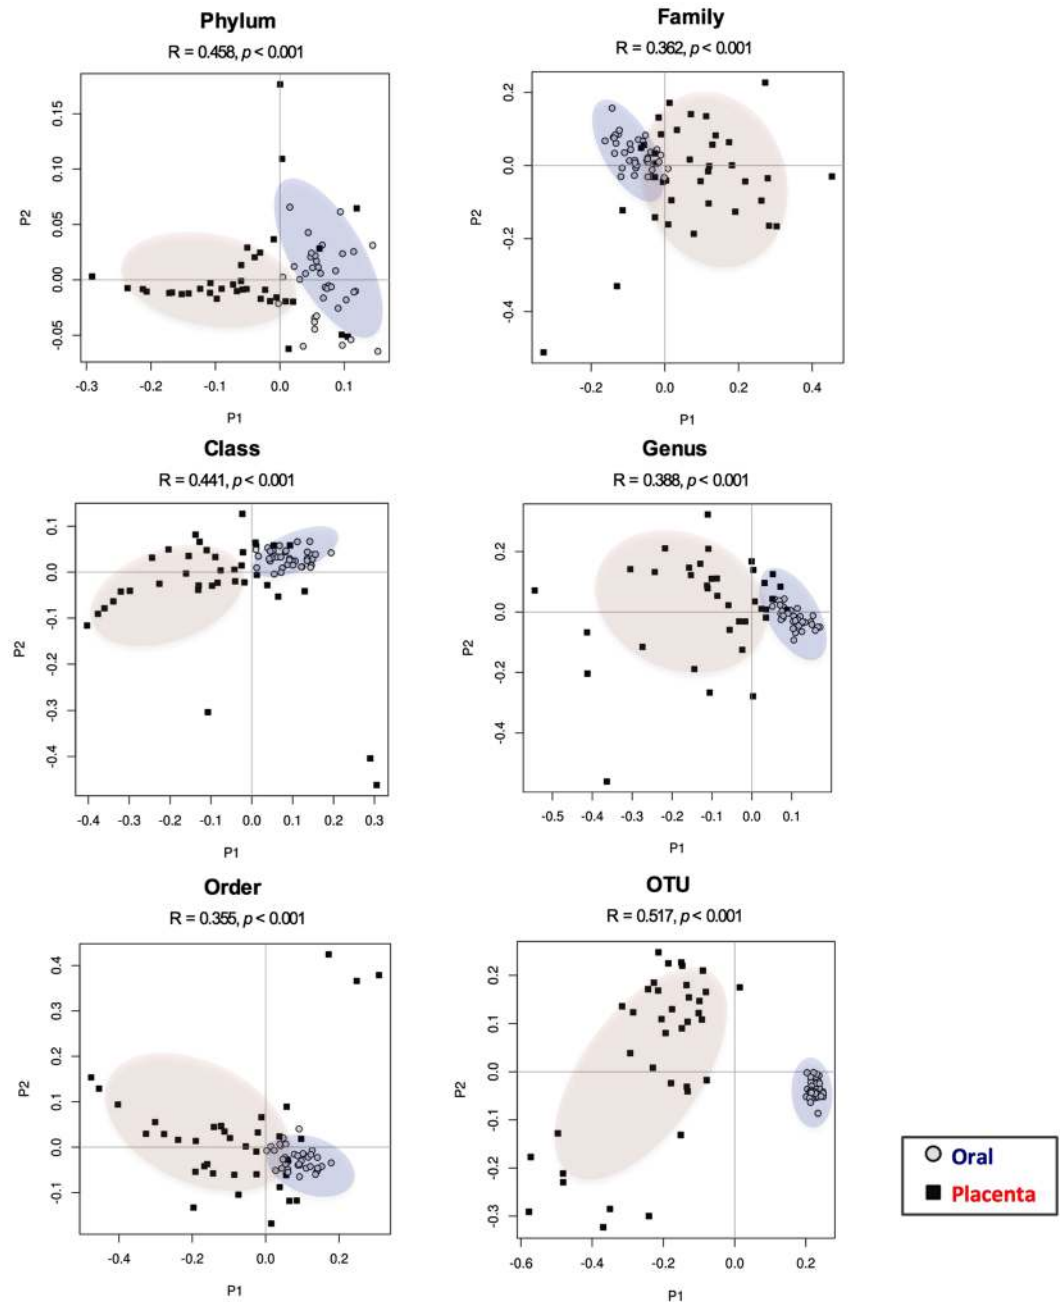 Phylum
R = 0.458, p < 0.001
0.15
0.10
0.05
0.00
-0.05
P2
-0.3 -0.2 -0.1 0.0 0.1
P1
Family
R = 0.362, p < 0.001
0.2
0.0
-0.2
-0.4
P2
-0.2 0.0 0.2 0.4
P1
Class
R = 0.441, p < 0.001
0.1
0.0
-0.1
-0.2
-0.3
-0.4
P2
-0.4 -0.3 -0.2 -0.1 0.0 0.1 0.2 0.3
P1
Genus
R = 0.388, p < 0.001
0.2
0.0
-0.2
-0.4
P2
-0.5 -0.4 -0.3 -0.2 -0.1 0.0 0.1
P1
Order
R = 0.355, p < 0.001
0.4
0.3
0.2
0.1
0.0
-0.1
P2
-0.4 -0.2 0.0 0.2
P1
OTU
R = 0.517, p < 0.001
0.2
0.1
0.0
-0.1
-0.2
-0.3
P2
-0.6 -0.4 -0.2 0.0 0.2
P1
Oral
Placenta